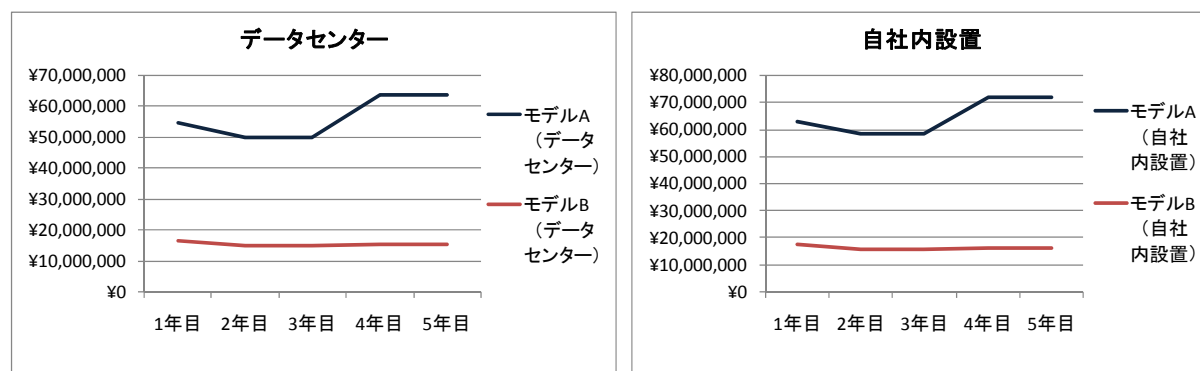 データセンター
¥70,000,000
¥60,000,000
¥50,000,000
¥40,000,000
¥30,000,000
¥20,000,000
¥10,000,000
¥0
1年目 2年目 3年目 4年目 5年目
モデルA
（データ
センター）
モデルB
（データ
センター）
自社内設置
¥80,000,000
¥70,000,000
¥60,000,000
¥50,000,000
¥40,000,000
¥30,000,000
¥20,000,000
¥10,000,000
¥0
1年目 2年目 3年目 4年目 5年目
モデルA
（自社
内設置）
モデルB
（自社
内設置）